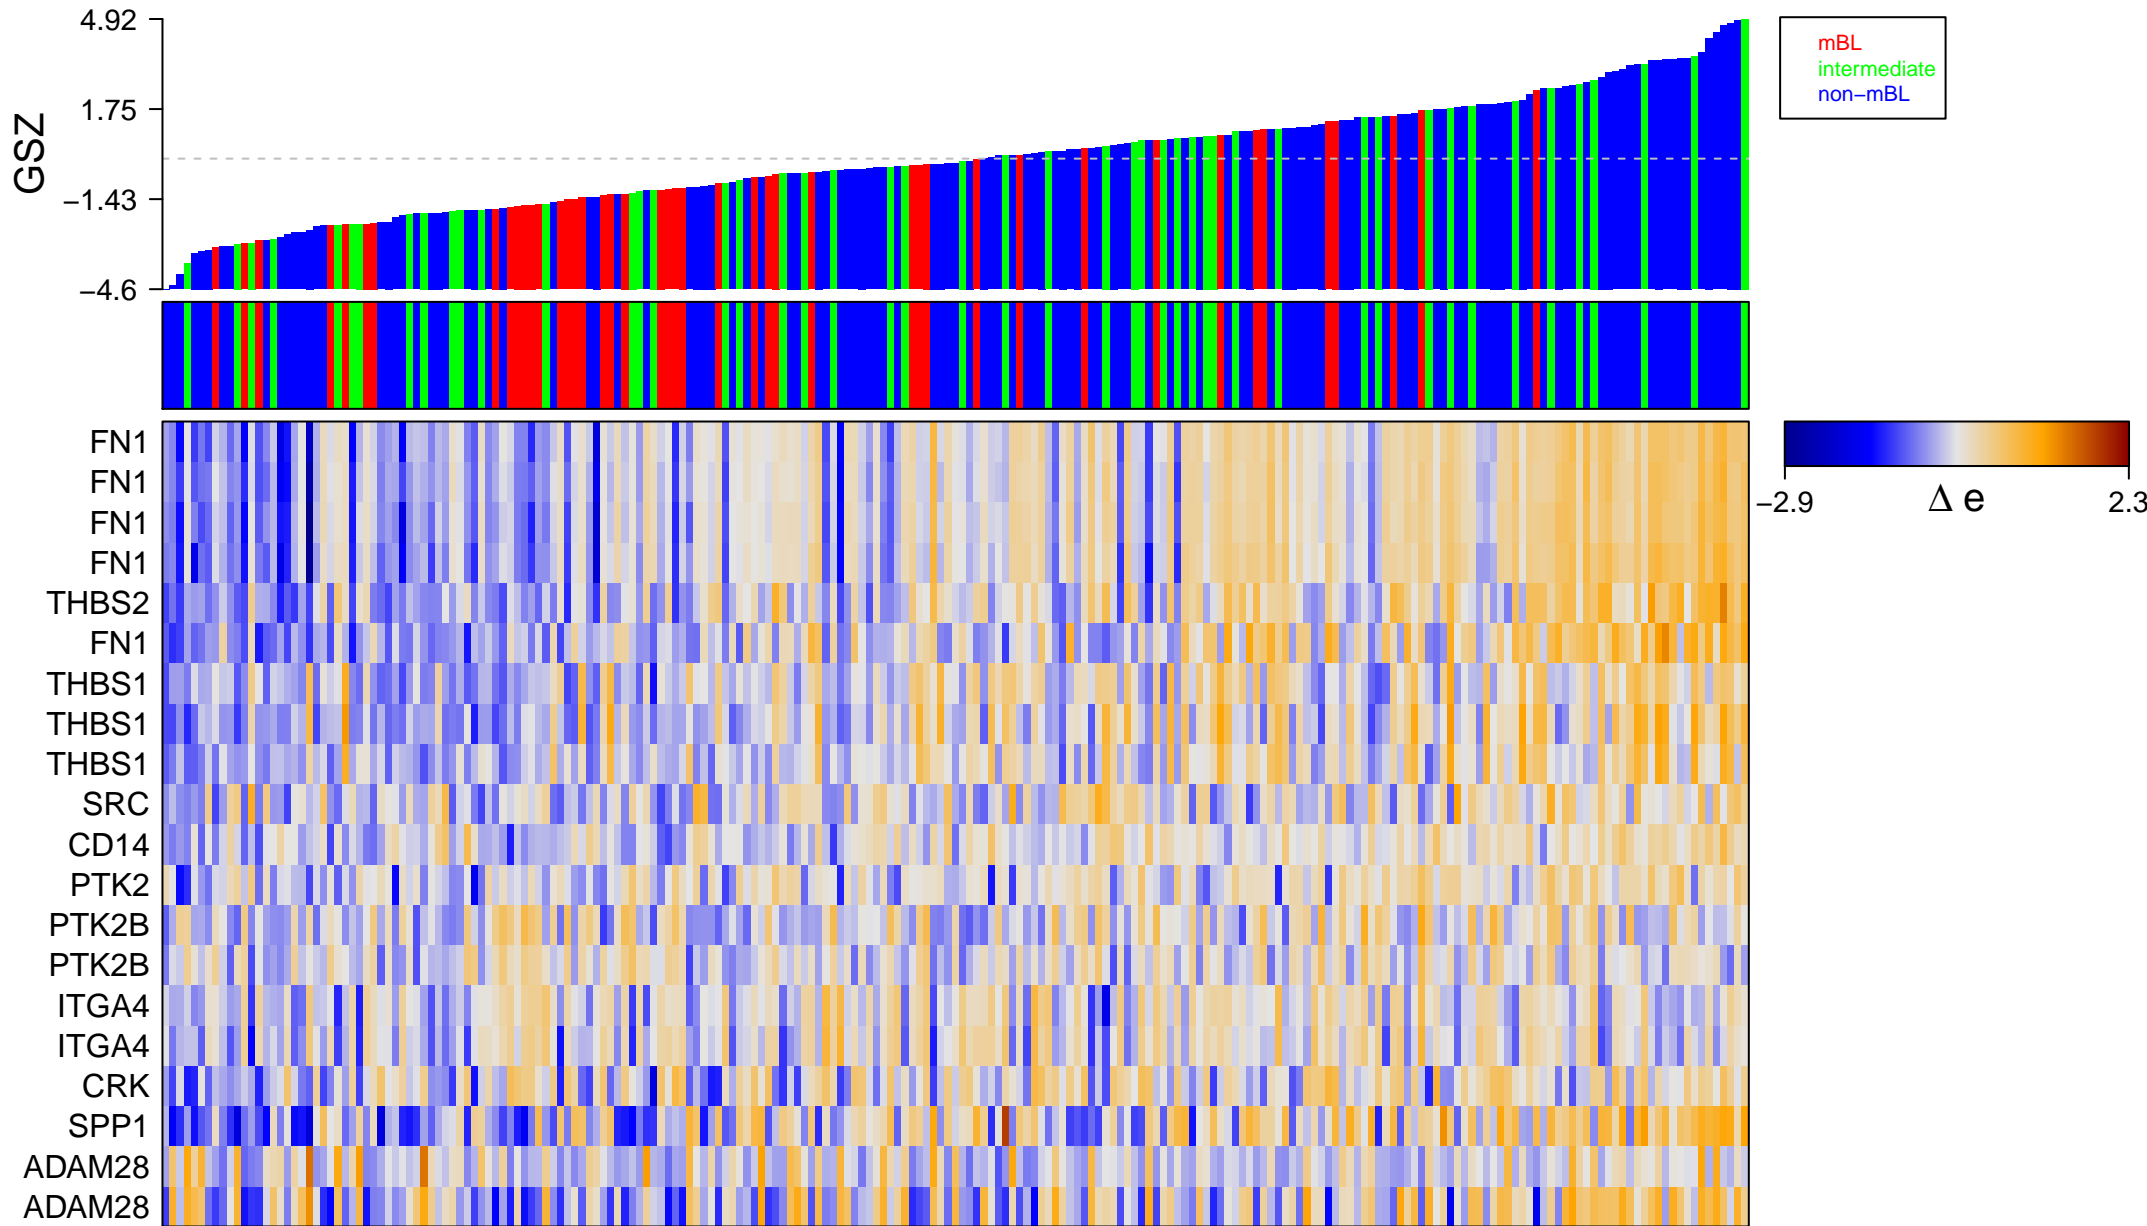 4.92
1.75
−1.43
−4.6
GSZ
mBL
intermediate
non−mBL
FN1
FN1
FN1
FN1
THBS2
FN1
THBS1
THBS1
THBS1
SRC
CD14
PTK2
PTK2B
PTK2B
ITGA4
ITGA4
CRK
SPP1
ADAM28
ADAM28
−2.9
Δ e
2.3